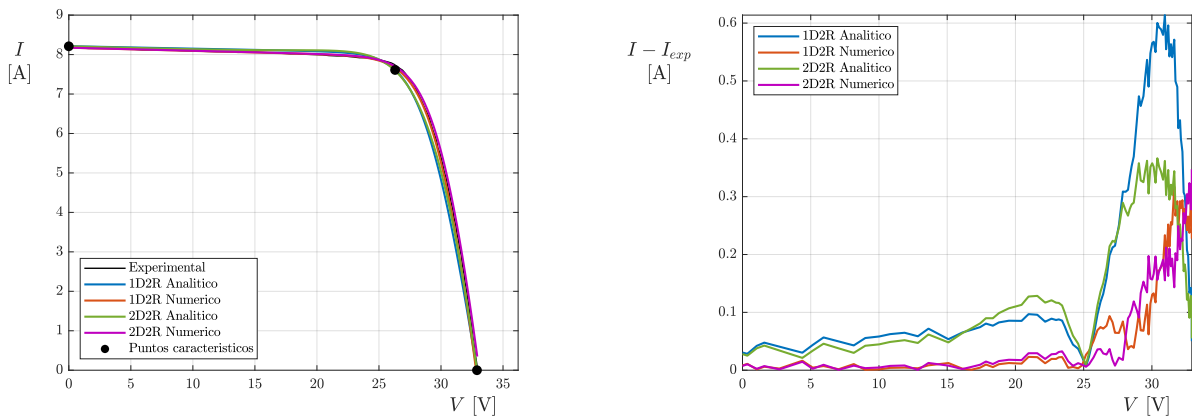 9
8
7
6
5
4
3
2
1
0
I
[A]
Experimental
1D2R Analitico
1D2R Numerico
2D2R Analitico
2D2R Numerico
Puntos caracteristicos
0 5 10 15 20 25 30 35
V [V]
0.6
0.5
0.4
0.3
0.2
0.1
0
I − I_exp
[A]
1D2R Analitico
1D2R Numerico
2D2R Analitico
2D2R Numerico
0 5 10 15 20 25 30
V [V]